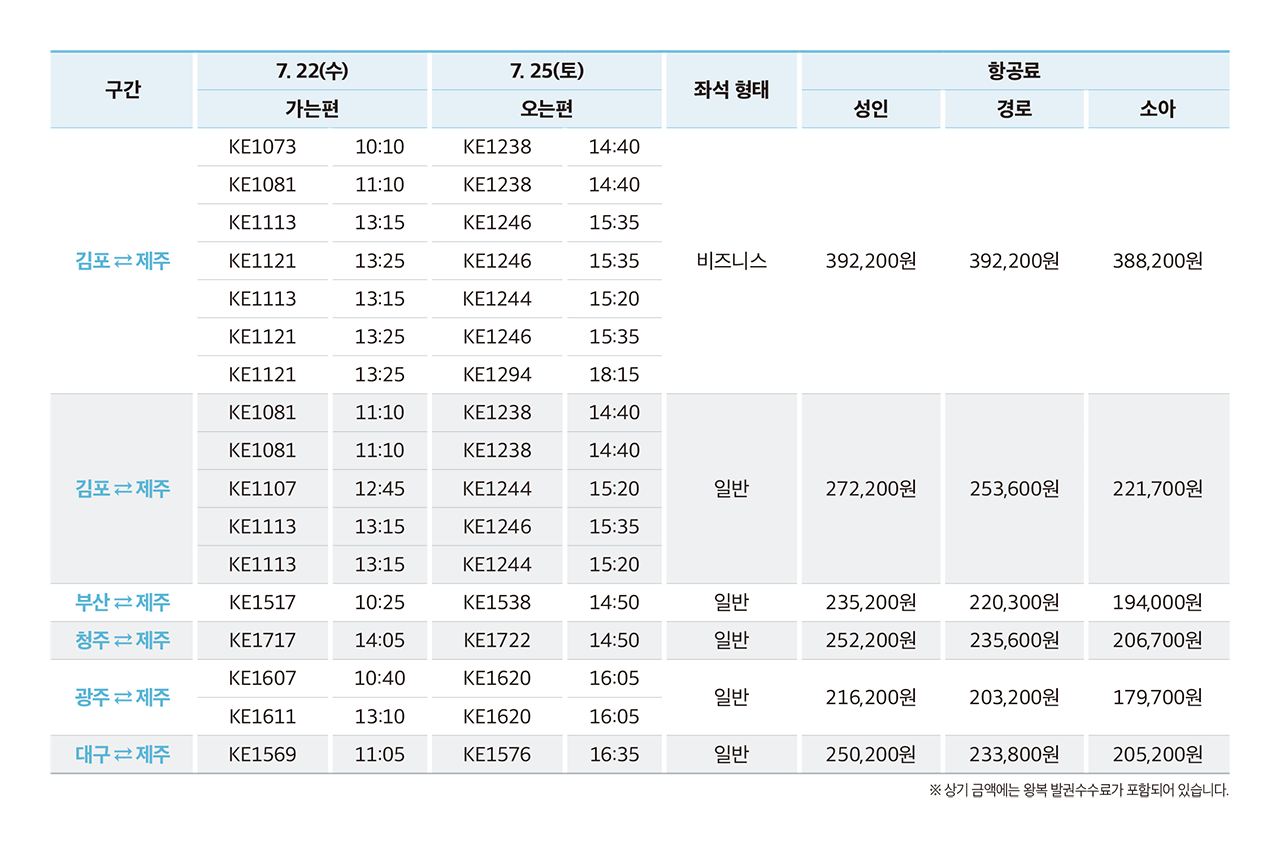 구간 7. 22(수) 7. 25(토) 좌석 형태 항공료
가는편 오는편 성인 경로 소아
KE1073 10:10 KE1238 14:40
KE1081 11:10 KE1238 14:40
KE1113 13:15 KE1246 15:35
김포 ⇄ 제주 KE1121 13:25 KE1246 15:35 비즈니스 392,200원 392,200원 388,200원
KE1113 13:15 KE1244 15:20
KE1121 13:25 KE1246 15:35
KE1121 13:25 KE1294 18:15
KE1081 11:10 KE1238 14:40
KE1081 11:10 KE1238 14:40
김포 ⇄ 제주 KE1107 12:45 KE1244 15:20 일반 272,200원 253,600원 221,700원
KE1113 13:15 KE1246 15:35
KE1113 13:15 KE1244 15:20
부산 ⇄ 제주 KE1517 10:25 KE1538 14:50 일반 235,200원 220,300원 194,000원
청주 ⇄ 제주 KE1717 14:05 KE1722 14:50 일반 252,200원 235,600원 206,700원
광주 ⇄ 제주 KE1607 10:40 KE1620 16:05 일반 216,200원 203,200원 179,700원
KE1611 13:10 KE1620 16:05
대구 ⇄ 제주 KE1569 11:05 KE1576 16:35 일반 250,200원 233,800원 205,200원
※ 상기 금액에는 왕복 발권수수료가 포함되어 있습니다.